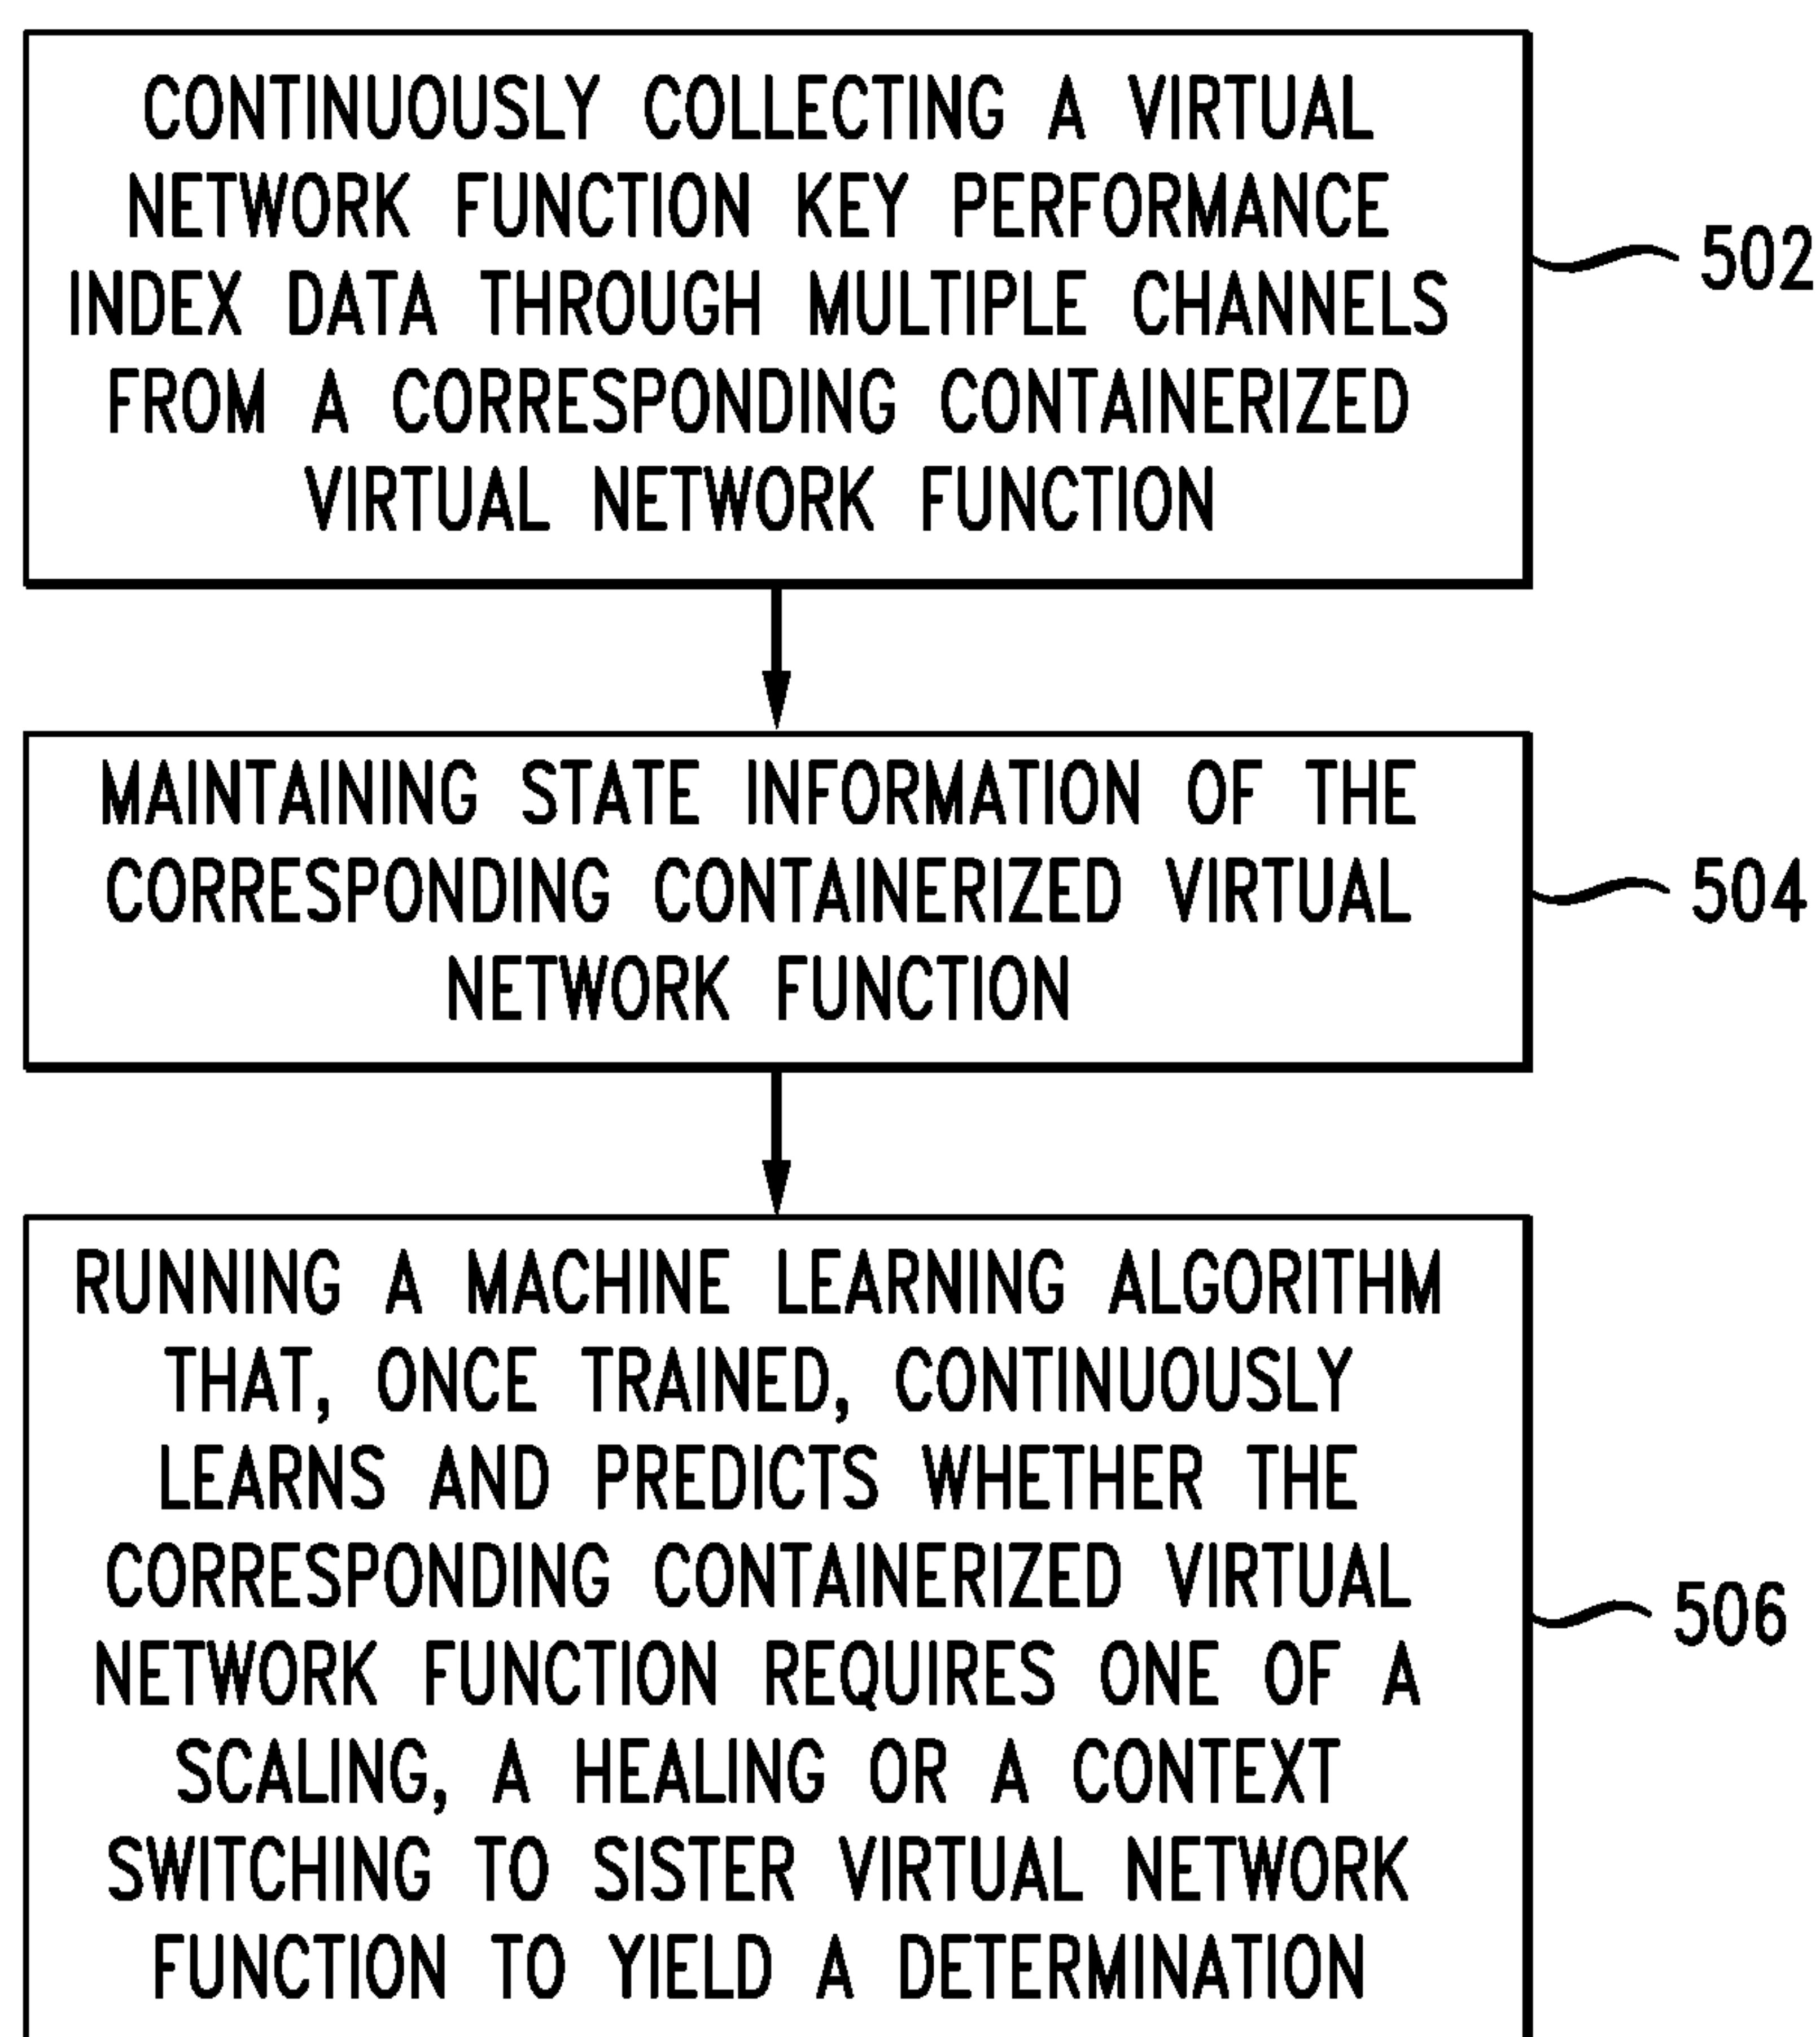 CONTINUOUSLY COLLECTING A VIRTUAL
NETWORK FUNCTION KEY PERFORMANCE
INDEX DATA THROUGH MULTIPLE CHANNELS
FROM A CORRESPONDING CONTAINERIZED
VIRTUAL NETWORK FUNCTION
502
MAINTAINING STATE INFORMATION OF THE
CORRESPONDING CONTAINERIZED VIRTUAL
NETWORK FUNCTION
504
RUNNING A MACHINE LEARNING ALGORITHM
THAT, ONCE TRAINED, CONTINUOUSLY
LEARNS AND PREDICTS WHETHER THE
CORRESPONDING CONTAINERIZED VIRTUAL
NETWORK FUNCTION REQUIRES ONE OF A
SCALING, A HEALING OR A CONTEXT
SWITCHING TO SISTER VIRTUAL NETWORK
FUNCTION TO YIELD A DETERMINATION
506